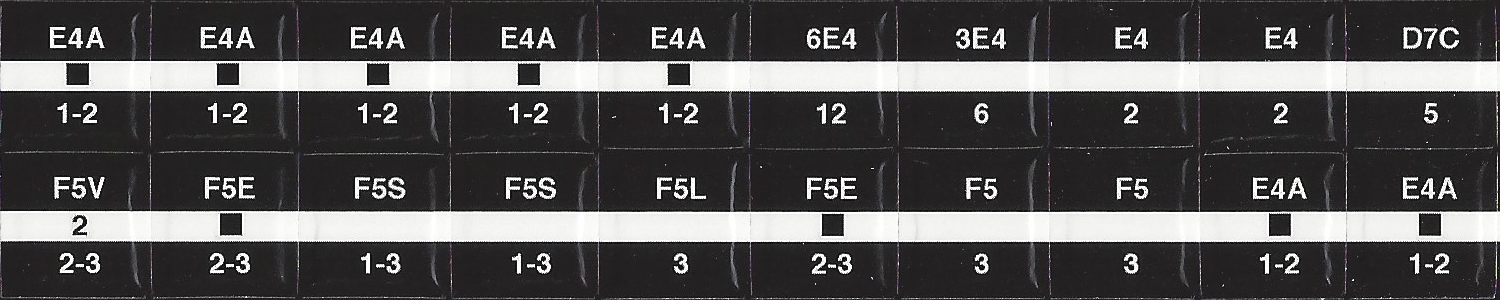 E4A E4A E4A E4A E4A 6E4 3E4 E4 E4 D7C
1-2 1-2 1-2 1-2 1-2 12 6 2 2 5
F5V F5E F5S F5S F5L F5E F5 F5 E4A E4A
2
2-3 2-3 1-3 1-3 3 2-3 3 3 1-2 1-2